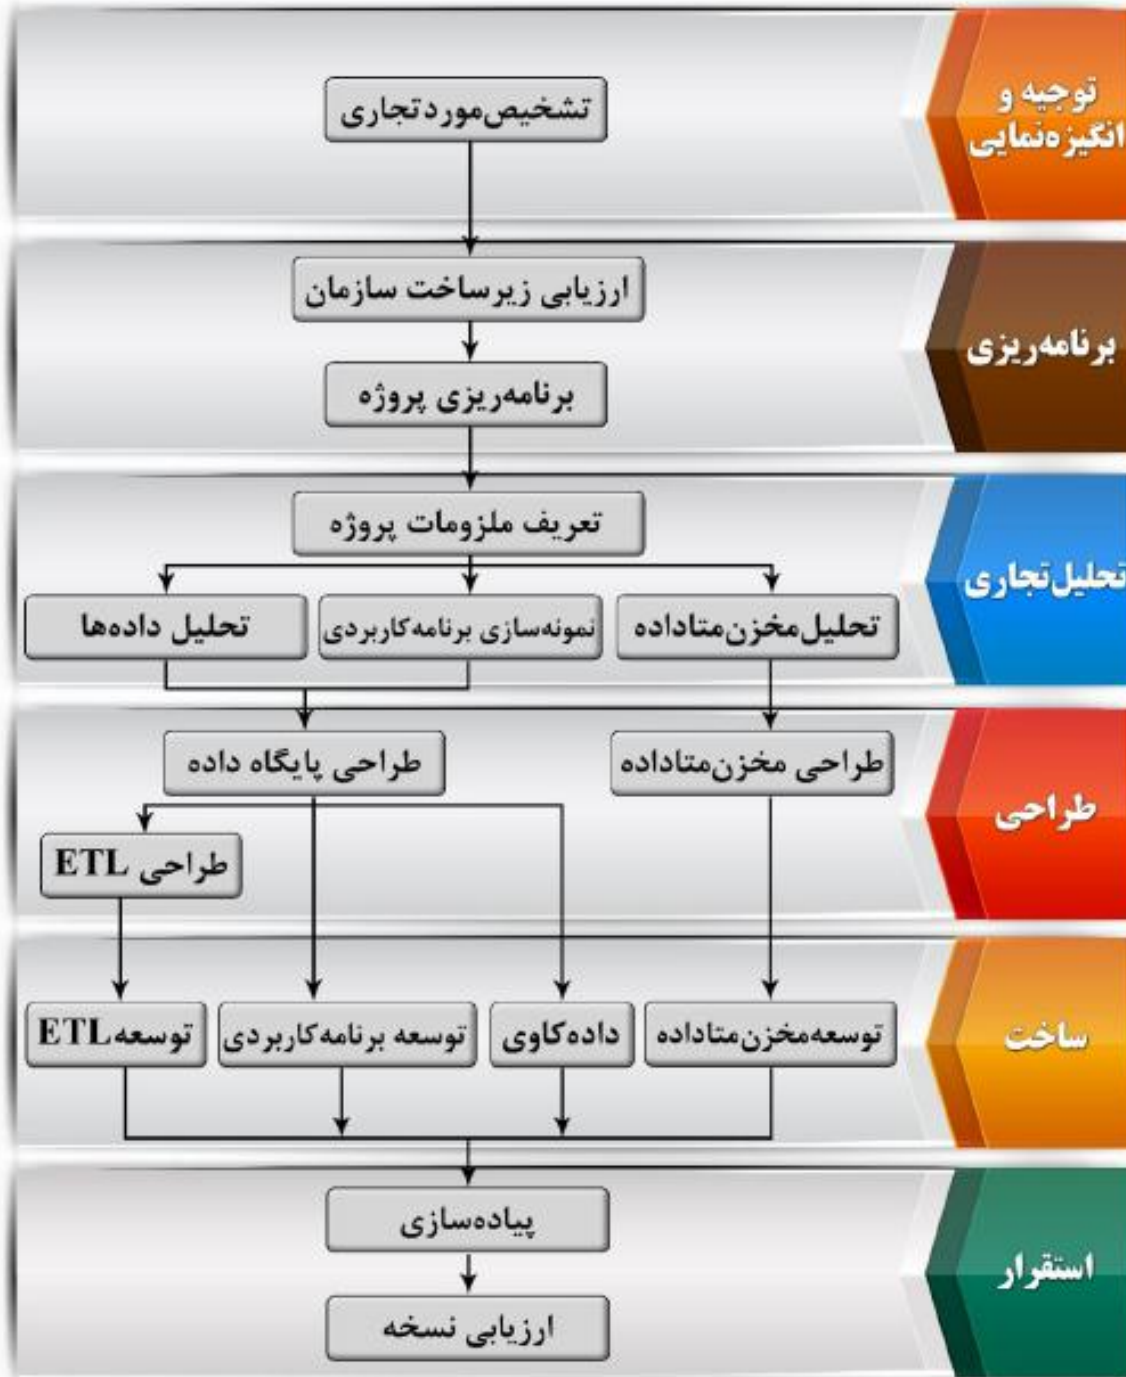 توجیه و
انگیزه‌نمایی
تشخیص‌مورد‌تجاری
برنامه‌ریزی
ارزیابی زیرساخت سازمان
برنامه‌ریزی پروژه
تحلیل‌تجاری
تعریف ملزومات پروژه
تحلیل‌مخزن‌متاداده
نمونه‌سازی برنامه‌کاربردی
تحلیل داده‌ها
طراحی
طراحی مخزن‌متاداده
طراحی پایگاه داده
طراحی ETL
ساخت
توسعه‌مخزن‌متاداده
داده‌کاوی
توسعه برنامه‌کاربردی
توسعه‌ETL
استقرار
پیاده‌سازی
ارزیابی نسخه